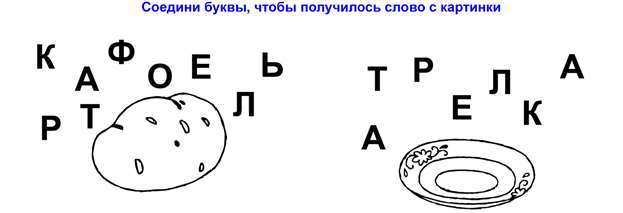 Соедини буквы, чтобы получилось слово с картинки
К А Ф О Е Ь
Р Т Л
Т Р Л А
А Е К